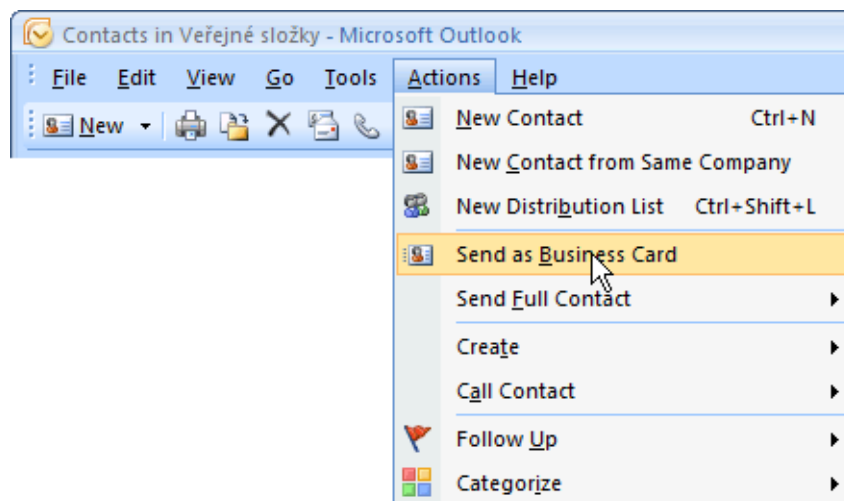 Contacts in Veřejné složky - Microsoft Outlook
File Edit View Go Tools Actions Help
New
New Contact Ctrl+N
New Contact from Same Company
New Distribution List Ctrl+Shift+L
Send as Business Card
Send Full Contact
Create
Call Contact
Follow Up
Categorize